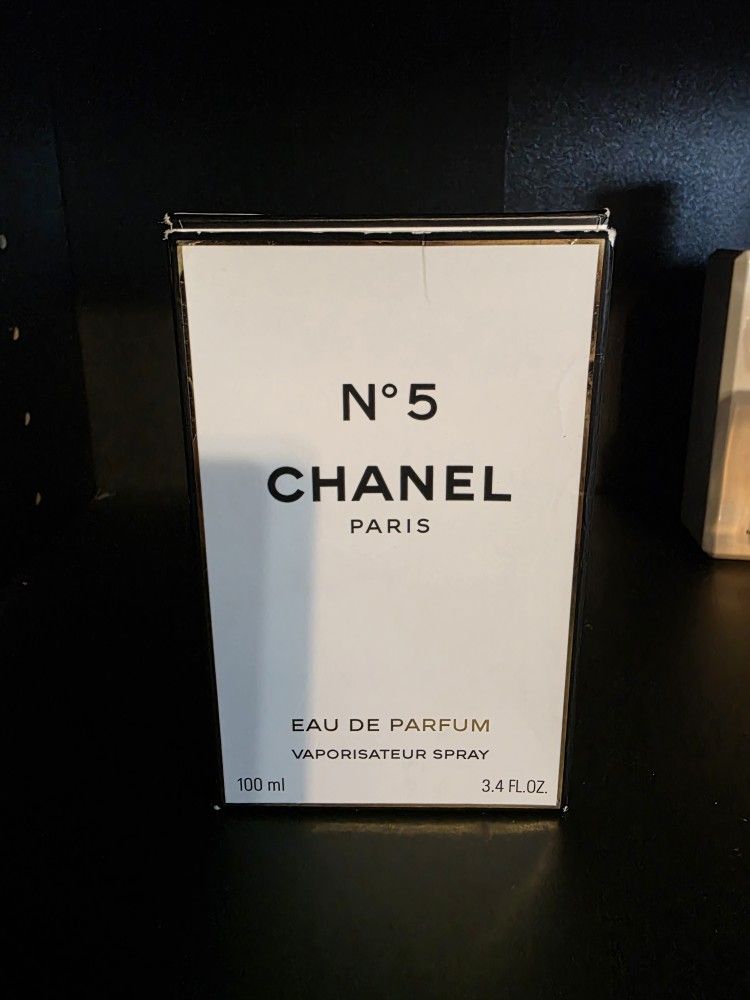 N°5
CHANEL
PARIS
EAU DE PARFUM
VAPORISATEUR SPRAY
100 ml 3.4 FL.OZ.